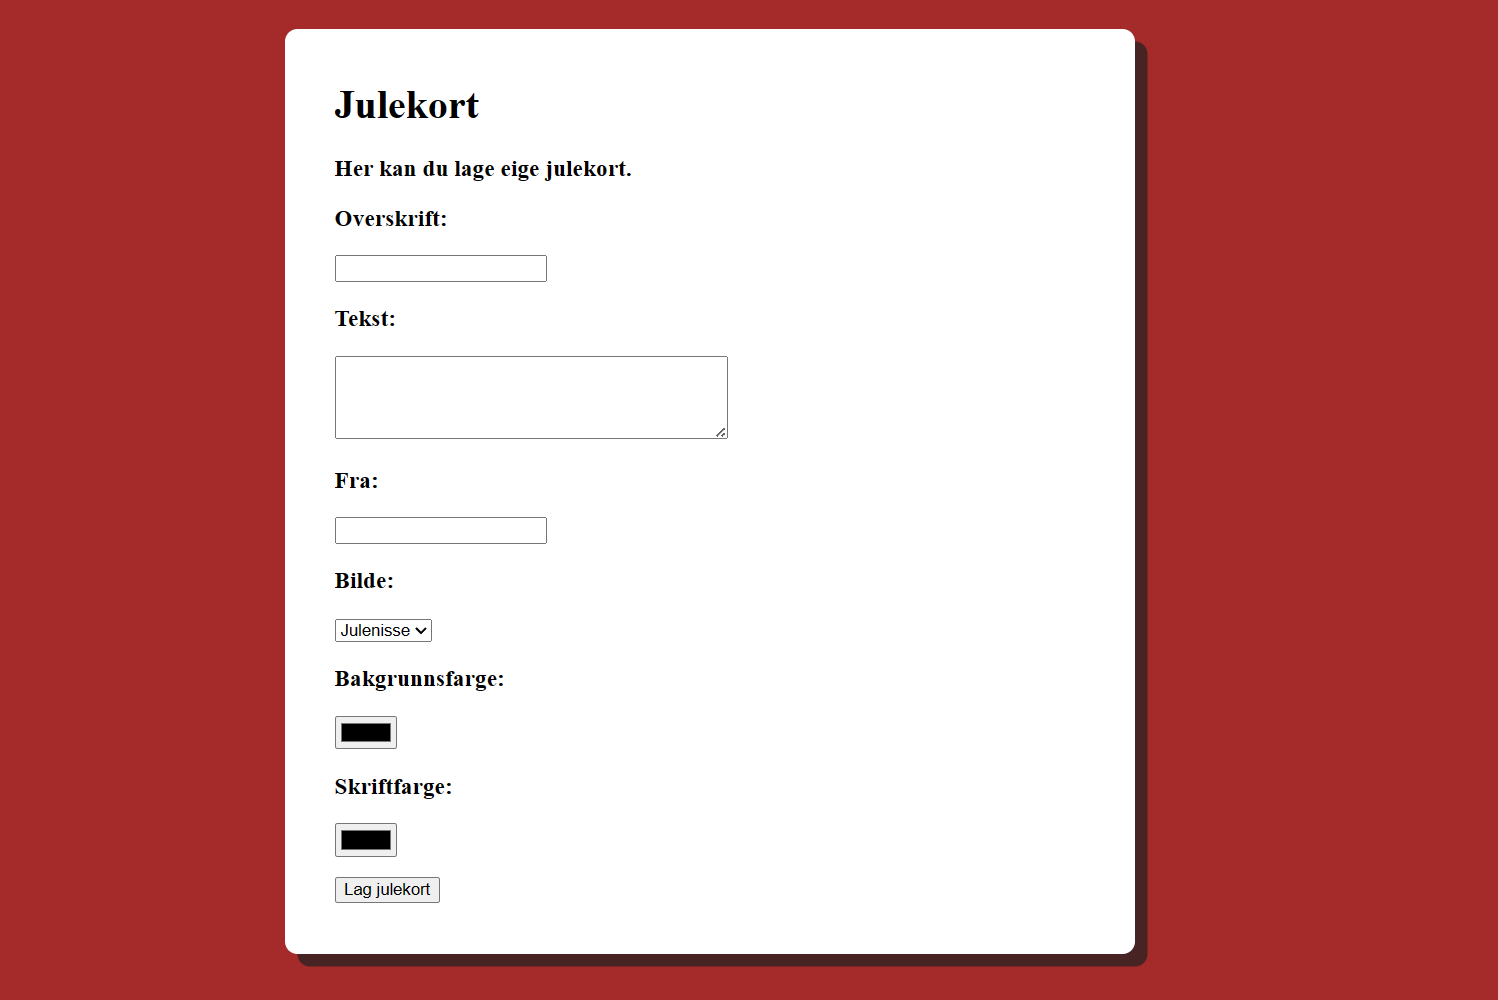 Julekort
Her kan du lage eige julekort.
Overskrift:
Tekst:
Fra:
Bilde:
Julenisse
Bakgrunnsfarge:
Skriftfarge:
Lag julekort